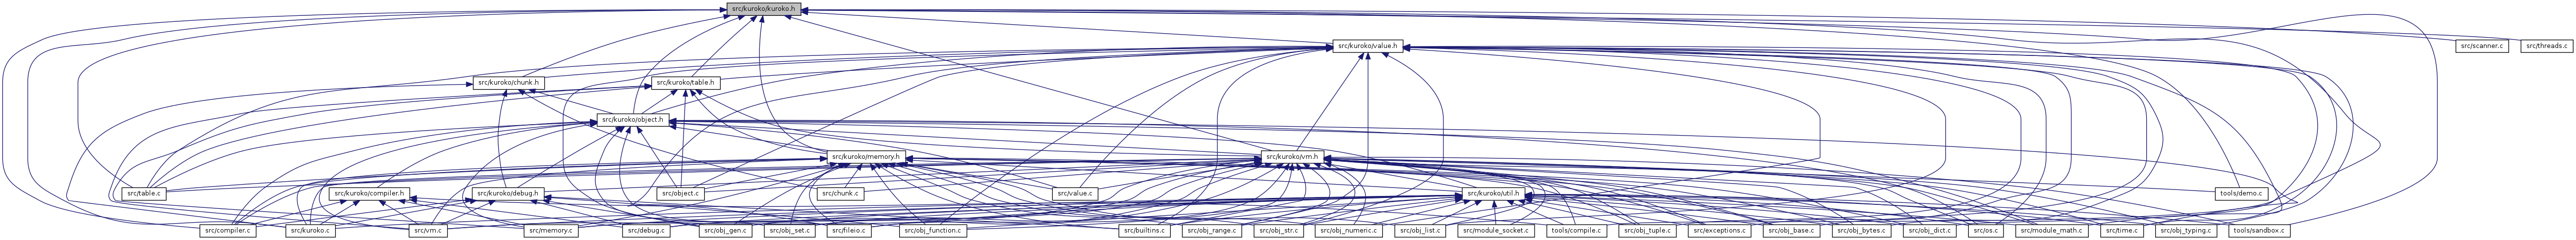 src/kuroko/kuroko.h
src/kuroko/value.h
src/scanner.c
src/threads.c
src/kuroko/chunk.h
src/kuroko/table.h
src/kuroko/object.h
src/kuroko/memory.h
src/kuroko/vm.h
src/table.c
src/kuroko/compiler.h
src/kuroko/debug.h
src/object.c
src/chunk.c
src/value.c
src/kuroko/util.h
tools/demo.c
src/compiler.c
src/kuroko.c
src/vm.c
src/memory.c
src/debug.c
src/obj_gen.c
src/obj_set.c
src/fileio.c
src/obj_function.c
src/builtins.c
src/obj_range.c
src/obj_str.c
src/obj_numeric.c
src/obj_list.c
src/module_socket.c
tools/compile.c
src/obj_tuple.c
src/exceptions.c
src/obj_base.c
src/obj_bytes.c
src/obj_dict.c
src/os.c
src/module_math.c
src/time.c
src/obj_typing.c
tools/sandbox.c